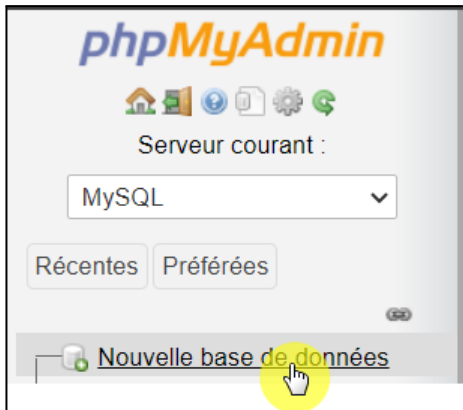 phpMyAdmin
Serveur courant :
MySQL
Récentes Préférées
Nouvelle base de données